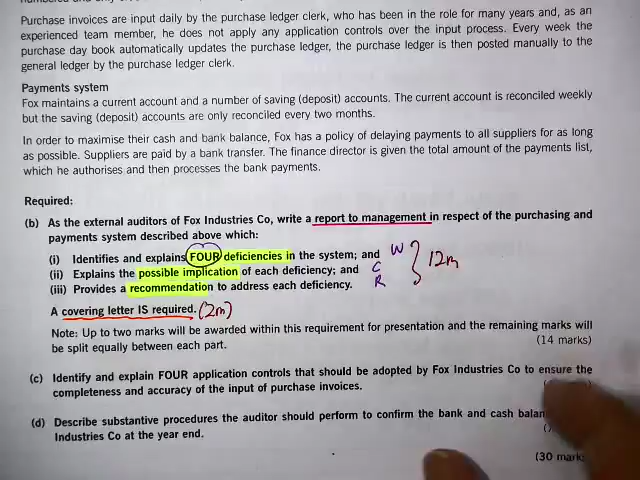 Purchase invoices are input daily by the purchase ledger clerk, who has been in the role for many years and, as an
experienced team member, he does not apply any application controls over the input process. Every week the
purchase day book automatically updates the purchase ledger, the purchase ledger is then posted manually to the
general ledger by the purchase ledger clerk.
Payments system
Fox maintains a current account and a number of saving (deposit) accounts. The current account is reconciled weekly
but the saving (deposit) accounts are only reconciled every two months.
In order to maximise their cash and bank balance, Fox has a policy of delaying payments to all suppliers for as long
as possible. Suppliers are paid by a bank transfer. The finance director is given the total amount of the payments list,
which he authorises and then processes the bank payments.
Required:
(b) As the external auditors of Fox Industries Co, write a report to management in respect of the purchasing and
payments system described above which:
(i) Identifies and explains FOUR deficiencies in the system; and W
(ii) Explains the possible implication of each deficiency; and C 12m
(iii) Provides a recommendation to address each deficiency. R
A covering letter IS required. (2m)
Note: Up to two marks will be awarded within this requirement for presentation and the remaining marks will
be split equally between each part. (14 marks)
(c) Identify and explain FOUR application controls that should be adopted by Fox Industries Co to ensure the
completeness and accuracy of the input of purchase invoices.
(d) Describe substantive procedures the auditor should perform to confirm the bank and cash
Industries Co at the year end.
(30